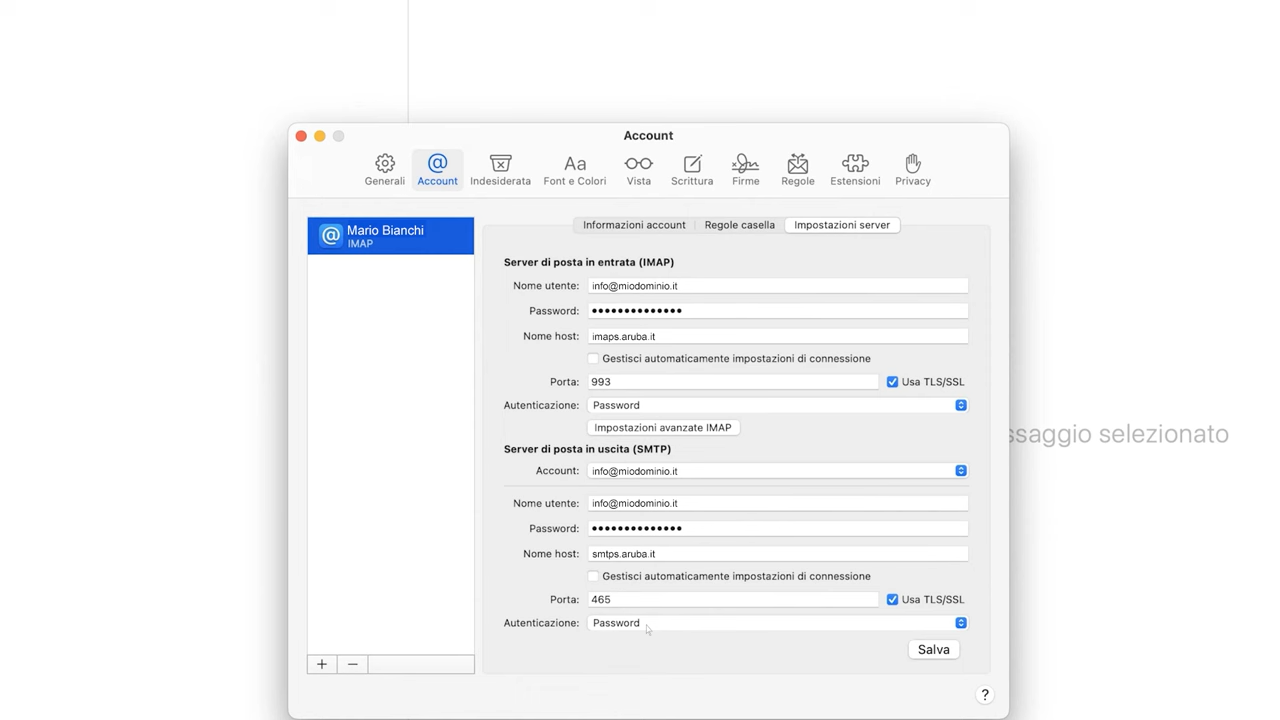 Account
Generali Account Indesiderata Font e Colori Vista Scrittura Firme Regole Estensioni Privacy
Mario Bianchi
IMAP
Informazioni account Regole casella Impostazioni server
Server di posta in entrata (IMAP)
Nome utente: info@miodominio.it
Password: ••••••••••••••
Nome host: imaps.aruba.it
Gestisci automaticamente impostazioni di connessione
Porta: 993 Usa TLS/SSL
Autenticazione: Password
Impostazioni avanzate IMAP
ssaggio selezionato
Server di posta in uscita (SMTP)
Account: info@miodominio.it
Nome utente: info@miodominio.it
Password: ••••••••••••••
Nome host: smtps.aruba.it
Gestisci automaticamente impostazioni di connessione
Porta: 465 Usa TLS/SSL
Autenticazione: Password
Salva
?